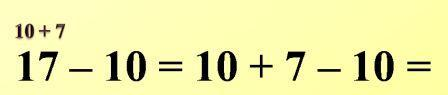 10 + 7
17 – 10 = 10 + 7 – 10 =